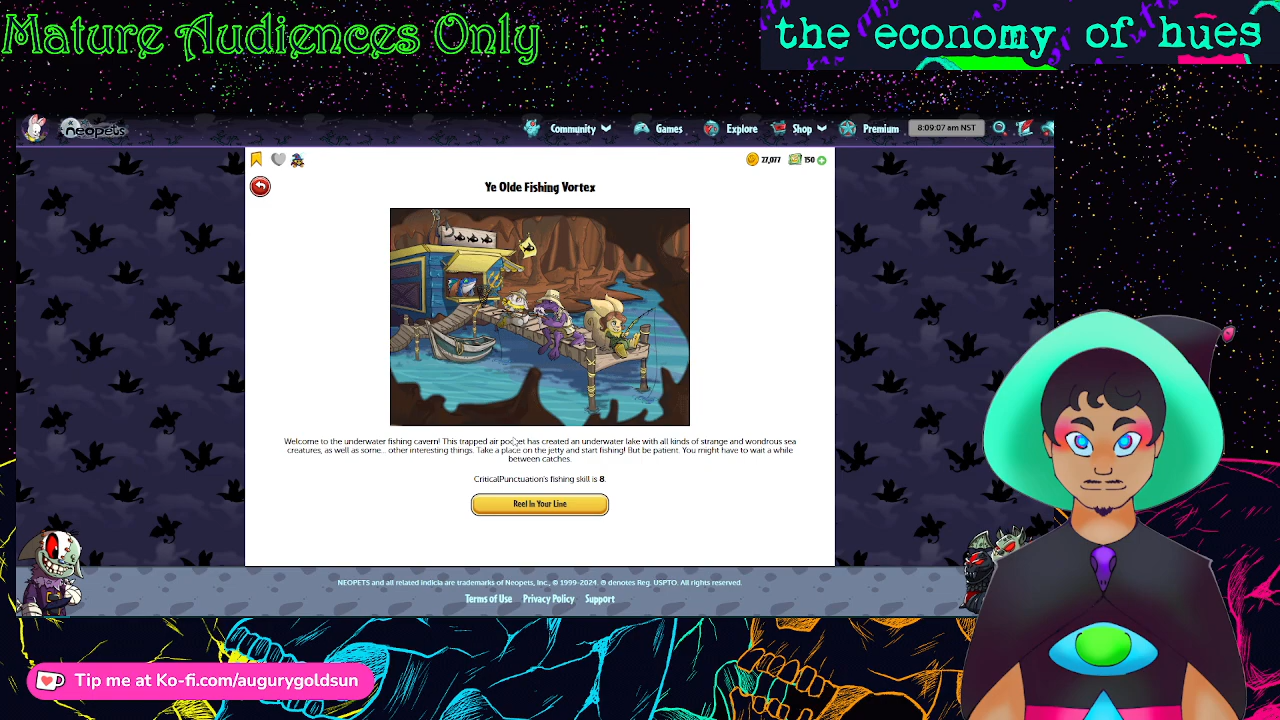 Mature Audiences Only
the economy of hues
neopets
Community
Games
Explore
Shop
Premium
8:09:07 am NST
27,077
150
Ye Olde Fishing Vortex
Welcome to the underwater fishing cavern! This trapped air pocket has created an underwater lake with all kinds of strange and wondrous sea
creatures, as well as some... other interesting things. Take a place on the jetty and start fishing! But be patient. You might have to wait a while
between catches.
CriticalPunctuation's fishing skill is 8.
Reel In Your Line
NEOPETS and all related indicia are trademarks of Neopets, Inc., © 1999-2024. ® denotes Reg. USPTO. All rights reserved.
Terms of Use
Privacy Policy
Support
Tip me at Ko-fi.com/augurygoldsun